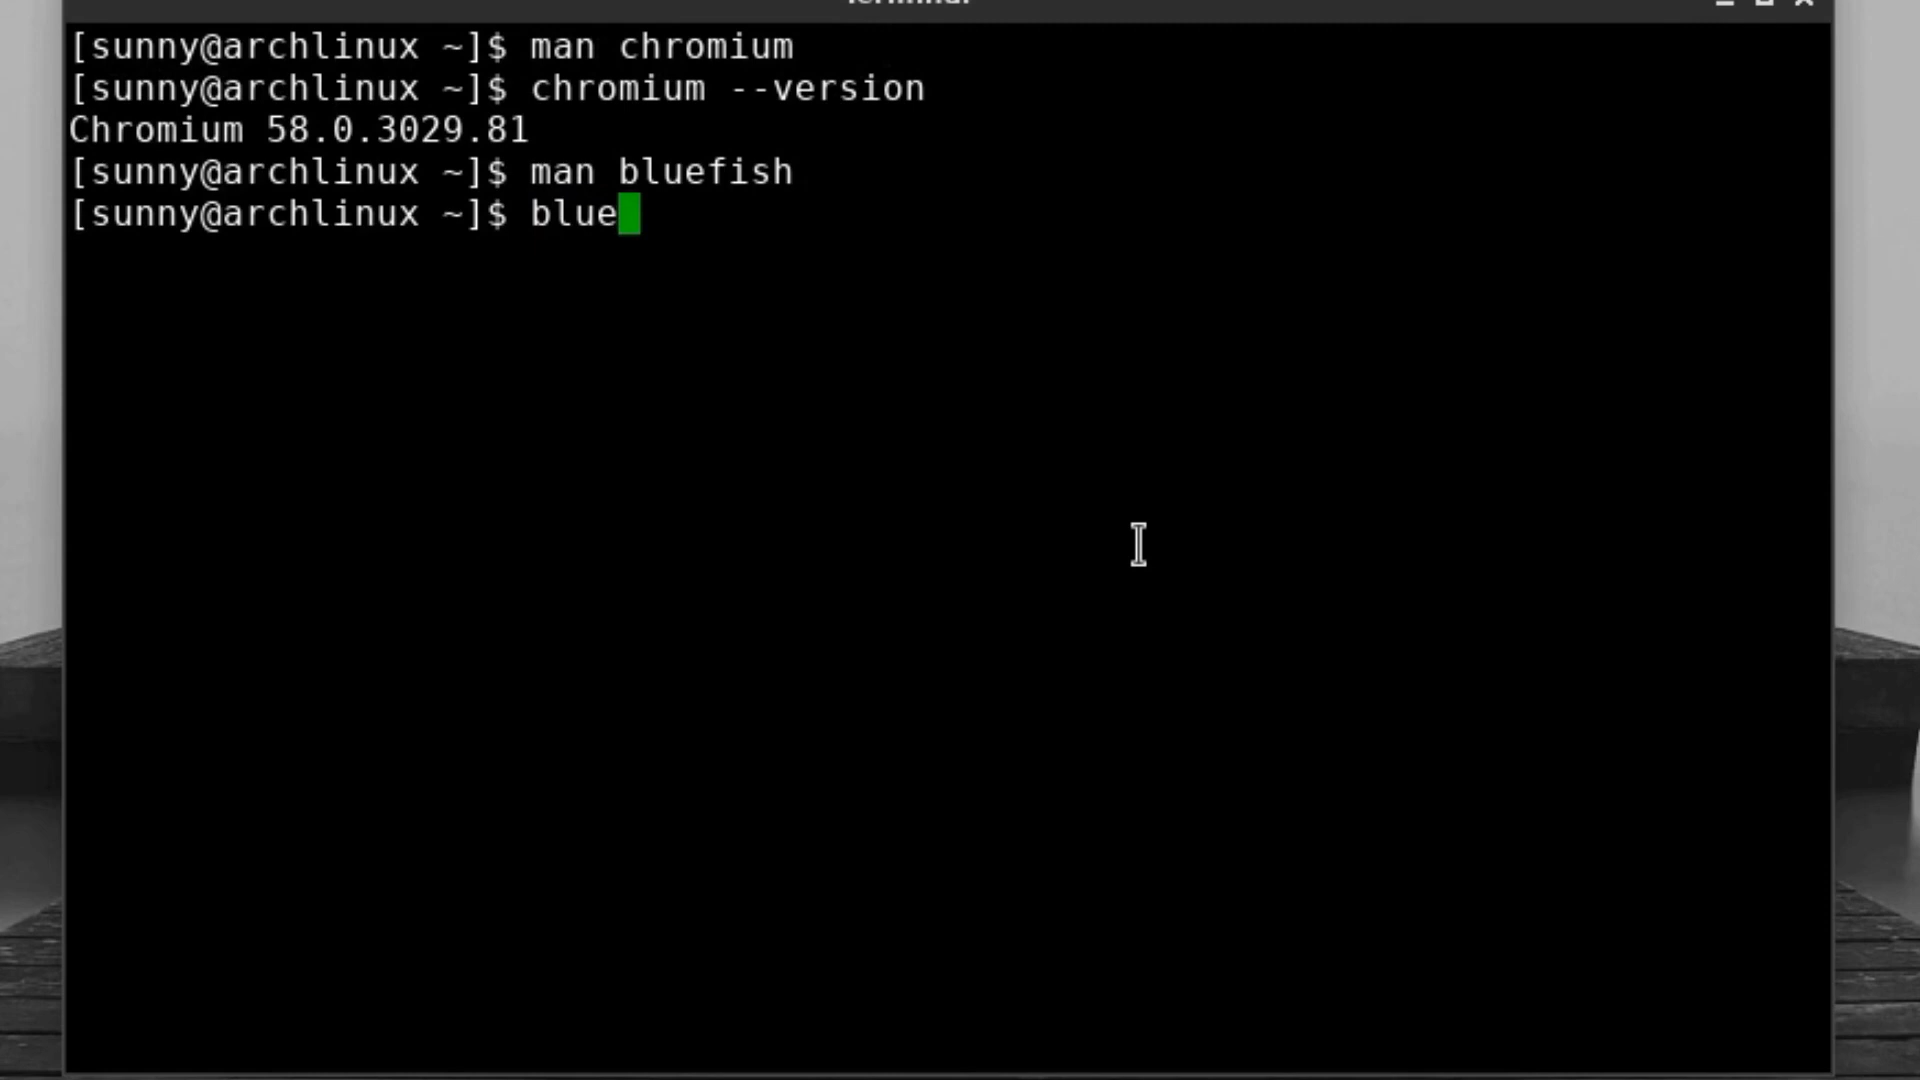 Terminal
[sunny@archlinux ~]$ man chromium
[sunny@archlinux ~]$ chromium --version
Chromium 58.0.3029.81
[sunny@archlinux ~]$ man bluefish
[sunny@archlinux ~]$ blue